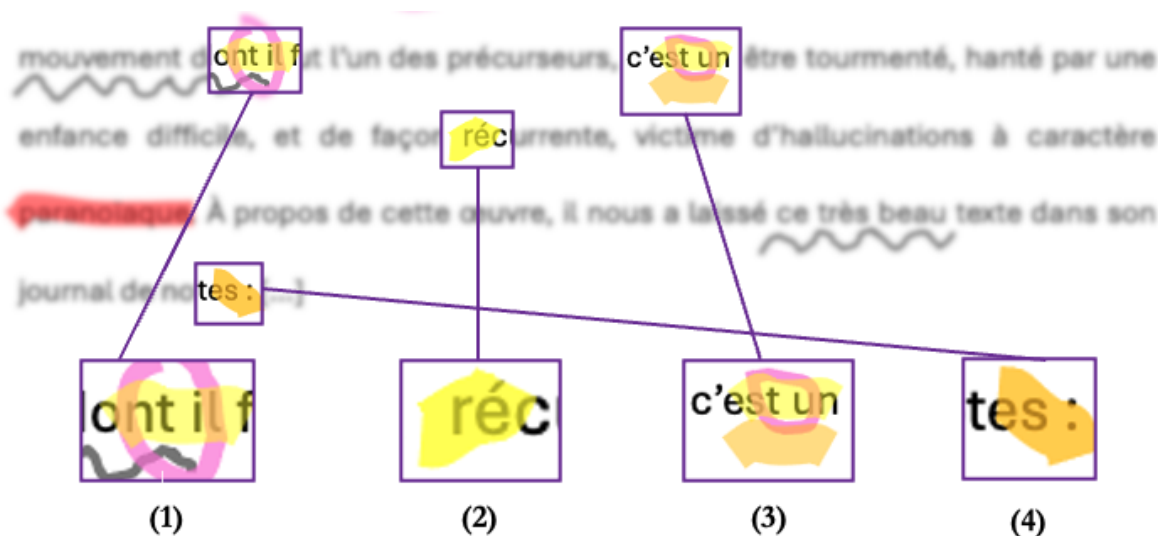 mouvement dont il fut l'un des précurseurs, c'est un être tourmenté, hanté par une
enfance difficile, et de façon récurrente, victime d'hallucinations à caractère
paranoïaque. À propos de cette œuvre, il nous a laissé ce très beau texte dans son
journal de notes : [...]
ont il f
réc
c'est un
tes :
(1)
(2)
(3)
(4)